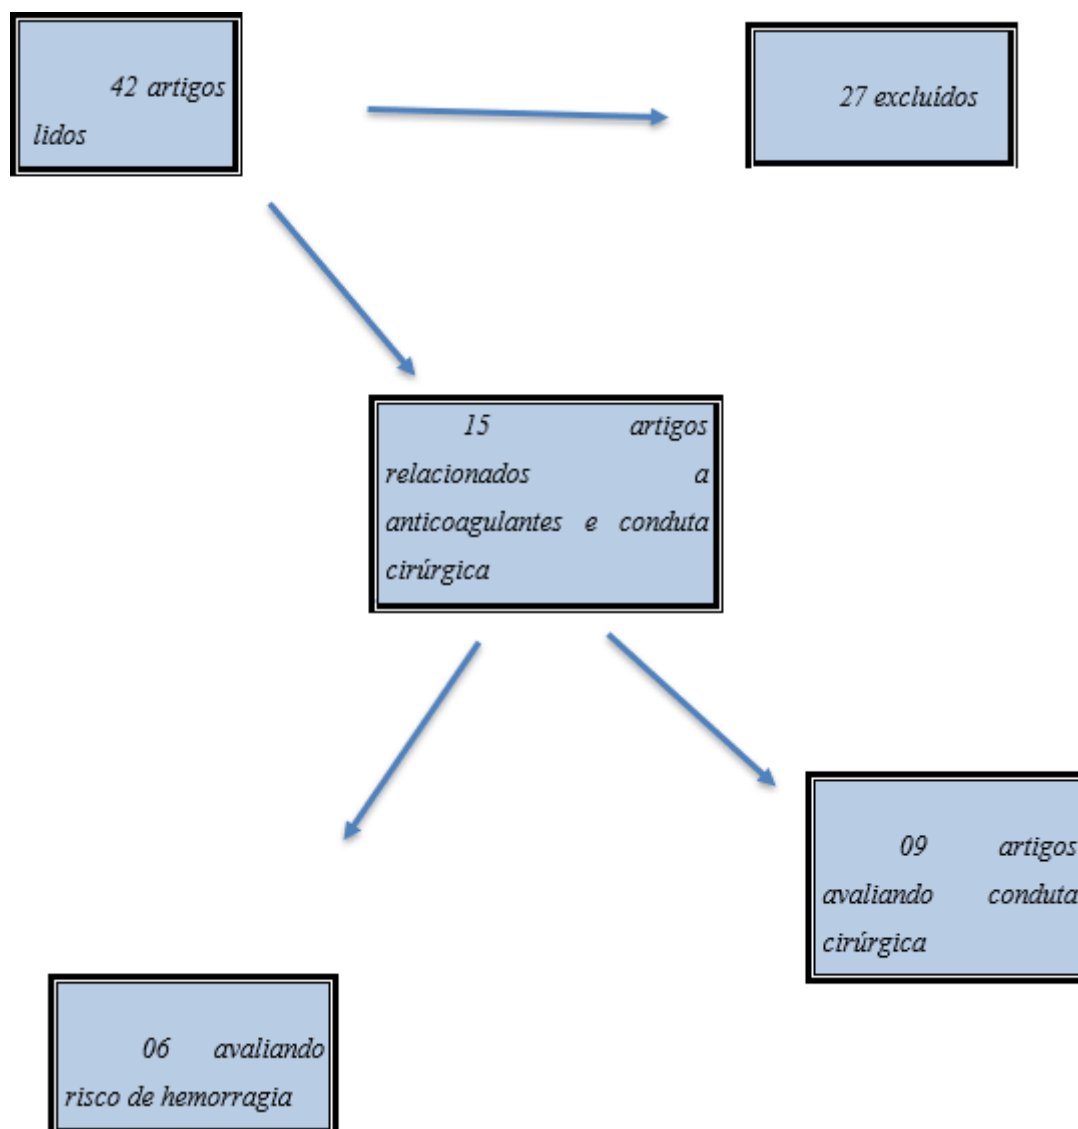 42 artigos
lidos
27 excluídos
15 artigos
relacionados a
anticoagulantes e conduta
cirúrgica
09 artigos
avaliando conduta
cirúrgica
06 avaliando
risco de hemorragia